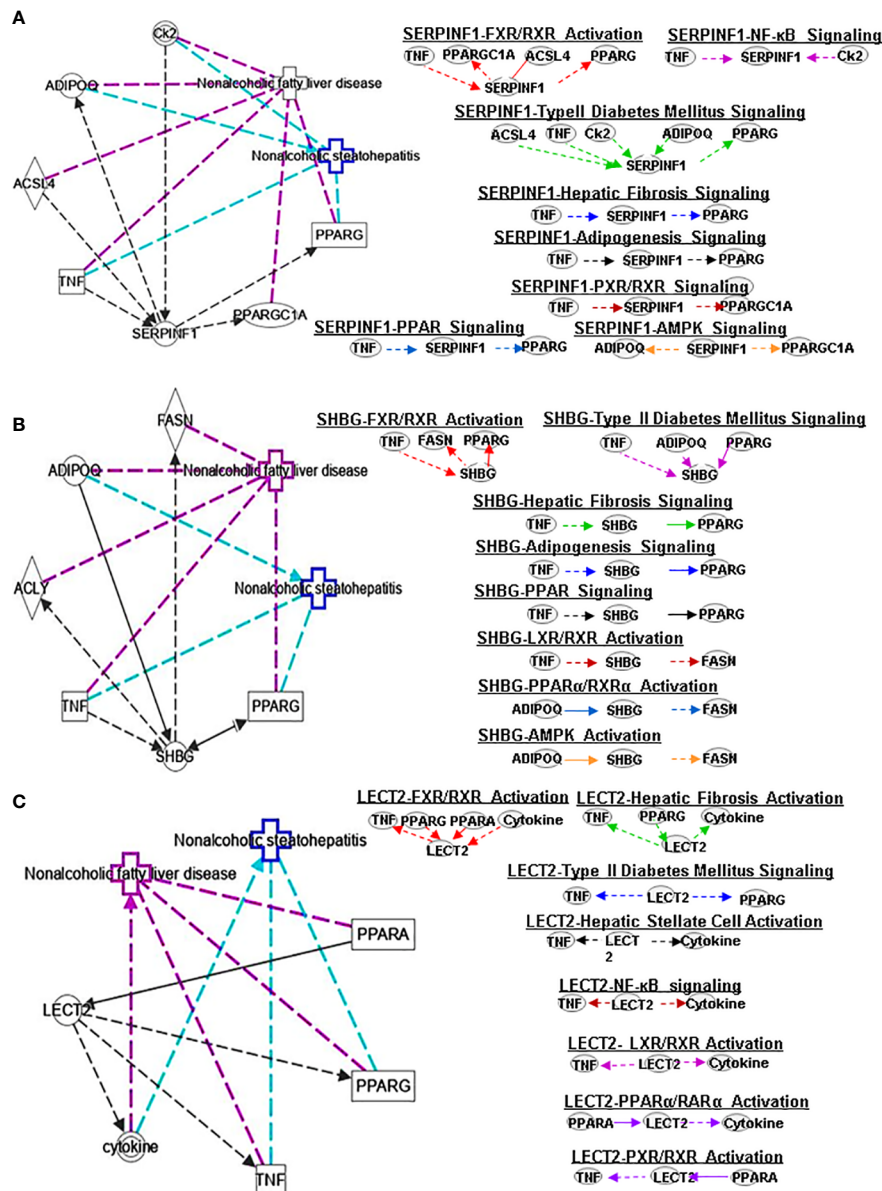 A
Ck2
Nonalcoholic fatty liver disease
ADIPOQ
Nonalcoholic steatohepatitis
ACSL4
PPARG
TNF
PPARGC1A
SERPINF1
SERPINF1-FXR/RXR Activation
TNF PPARGC1A ACSL4 PPARG
SERPINF1
SERPINF1-NF-κB Signaling
TNF SERPINF1 Ck2
SERPINF1-TypeII Diabetes Mellitus Signaling
ACSL4 TNF Ck2 ADIPOQ PPARG
SERPINF1
SERPINF1-Hepatic Fibrosis Signaling
TNF SERPINF1 PPARG
SERPINF1-Adipogenesis Signaling
TNF SERPINF1 PPARG
SERPINF1-PXR/RXR Signaling
TNF SERPINF1 PPARGC1A
SERPINF1-PPAR Signaling
TNF SERPINF1 PPARG
SERPINF1-AMPK Signaling
ADIPOQ SERPINF1 PPARGC1A
B
FASN
ADIPOQ
Nonalcoholic fatty liver disease
ACLY
Nonalcoholic steatohepatitis
TNF
PPARG
SHBG
SHBG-FXR/RXR Activation
TNF FASN PPARG
SHBG
SHBG-Type II Diabetes Mellitus Signaling
TNF ADIPOQ PPARG
SHBG
SHBG-Hepatic Fibrosis Signaling
TNF SHBG PPARG
SHBG-Adipogenesis Signaling
TNF SHBG PPARG
SHBG-PPAR Signaling
TNF SHBG PPARG
SHBG-LXR/RXR Activation
TNF SHBG FASN
SHBG-PPARα/RXRα Activation
ADIPOQ SHBG FASN
SHBG-AMPK Activation
ADIPOQ SHBG FASN
C
Nonalcoholic steatohepatitis
Nonalcoholic fatty liver disease
PPARA
LECT2
PPARG
cytokine
TNF
LECT2-FXR/RXR Activation
TNF PPARG PPARA Cytokine
LECT2
LECT2-Hepatic Fibrosis Activation
TNF PPARG Cytokine
LECT2
LECT2-Type II Diabetes Mellitus Signaling
TNF LECT2 PPARG
LECT2-Hepatic Stellate Cell Activation
TNF LECT Cytokine
2
LECT2-NF-κB signaling
TNF LECT2 Cytokine
LECT2- LXR/RXR Activation
TNF LECT2 Cytokine
LECT2-PPARα/RARα Activation
PPARA LECT2 Cytokine
LECT2-PXR/RXR Activation
TNF LECT2 PPARA